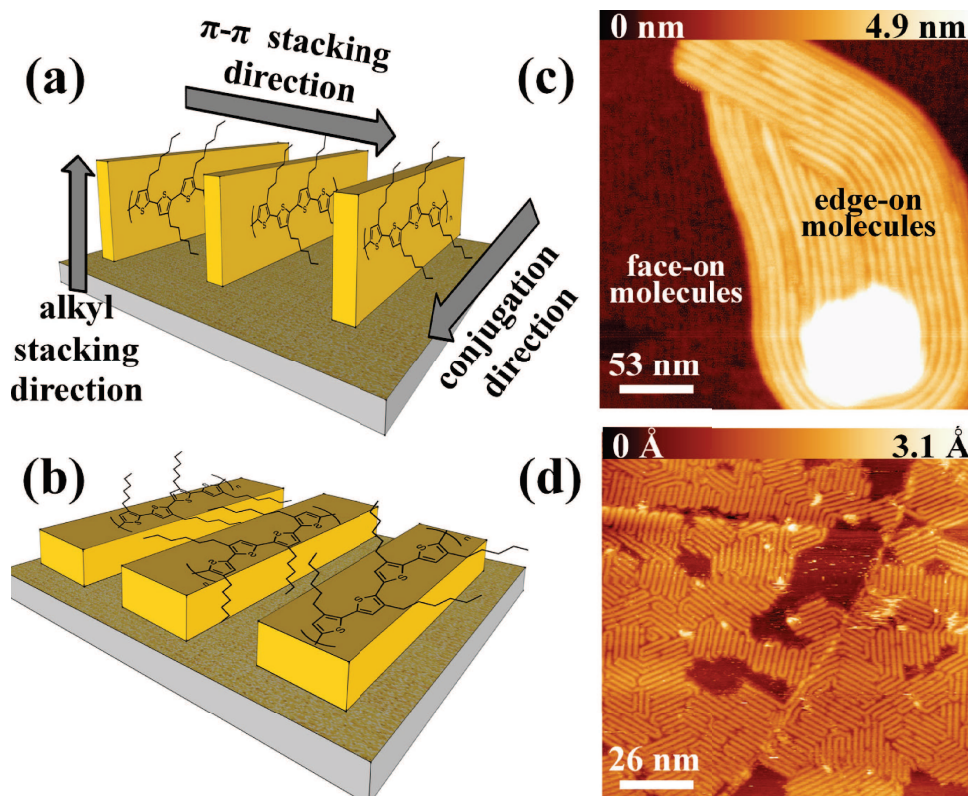 (a)
π-π stacking
direction
alkyl
stacking
direction
conjugation
direction
S
S
S
S
n
S
S
S
S
n
S
S
S
S
n
(b)
S
S
S
S
n
S
S
S
S
n
S
S
S
S
n
(c)
0 nm
4.9 nm
edge-on
molecules
face-on
molecules
53 nm
(d)
0 Å
3.1 Å
26 nm